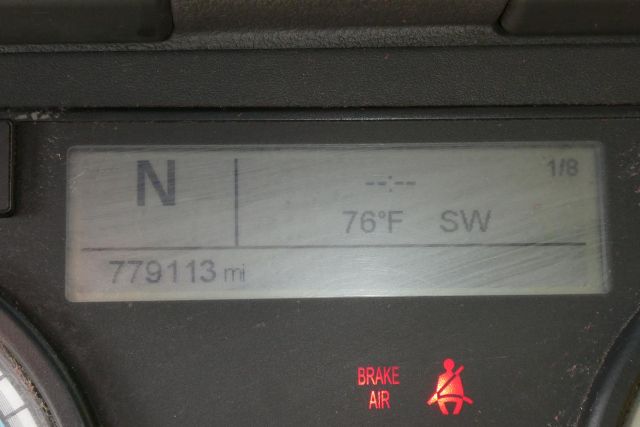 N
--:--
1/8
76°F SW
779113 mi
BRAKE
AIR